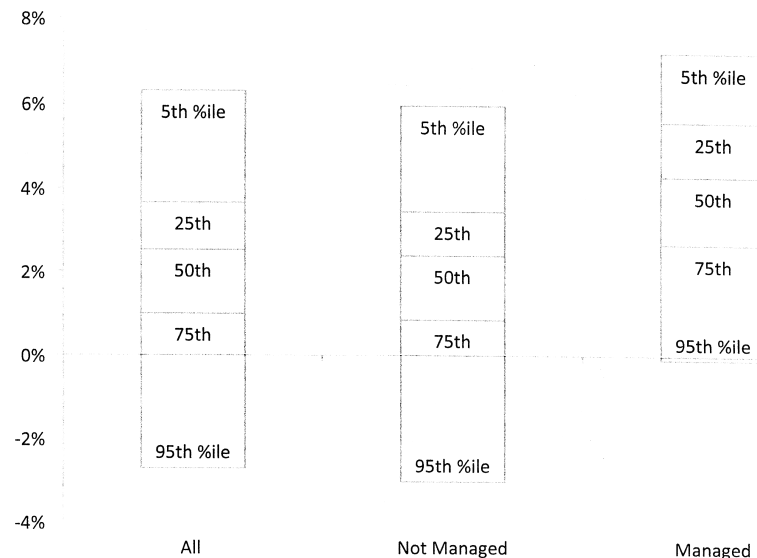 8%
6%
4%
2%
0%
-2%
-4%
5th %ile
25th
50th
75th
95th %ile
All
5th %ile
25th
50th
75th
95th %ile
Not Managed
5th %ile
25th
50th
75th
95th %ile
Managed